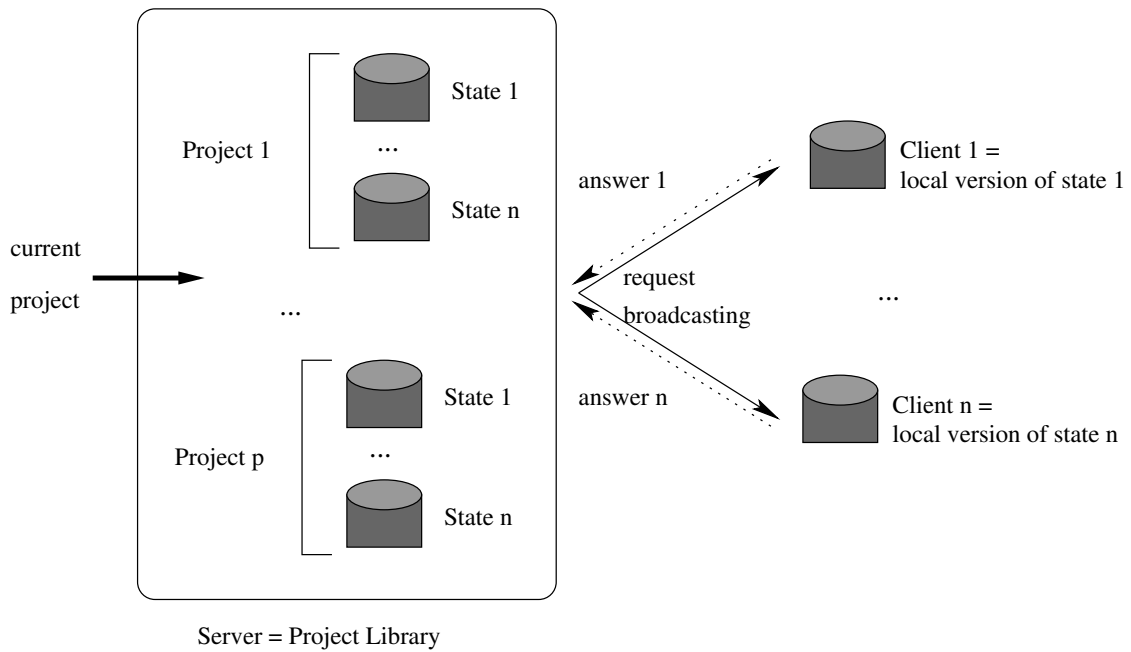 State 1
Project 1
...
State n
current
project
...
State 1
Project p
...
State n
Server = Project Library
answer 1
request
broadcasting
answer n
Client 1 =
local version of state 1
...
Client n =
local version of state n